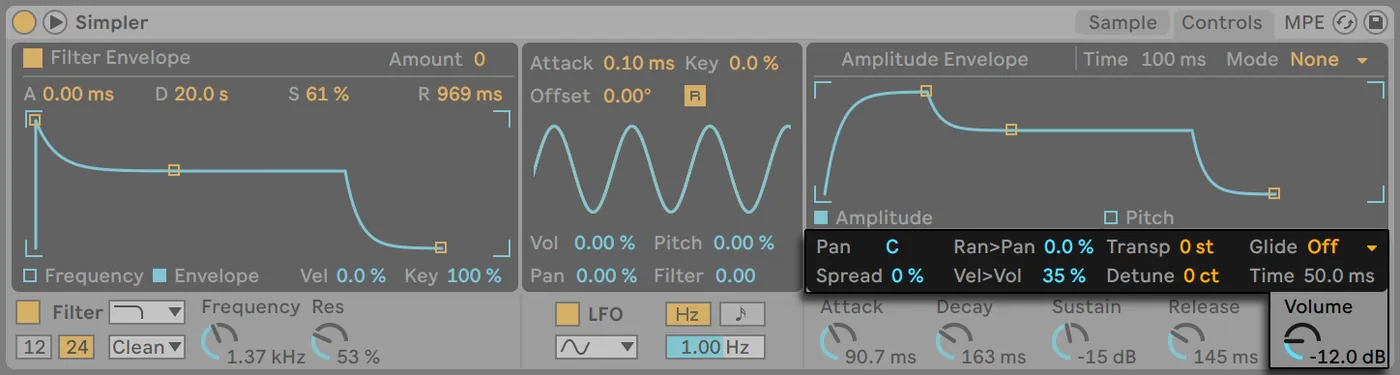 Simpler Sample Controls MPE
Filter Envelope Amount 0
A 0.00 ms D 20.0 s S 61 % R 969 ms
Frequency Envelope Vel 0.0 % Key 100 %
Attack 0.10 ms Key 0.0 %
Offset 0.00° R
Vol 0.00 % Pitch 0.00 %
Pan 0.00 % Filter 0.00
Amplitude Envelope Time 100 ms Mode None
Amplitude Pitch
Pan C Ran>Pan 0.0 % Transp 0 st Glide Off
Spread 0 % Vel>Vol 35 % Detune 0 ct Time 50.0 ms
Filter Frequency Res
12 24 Clean 1.37 kHz 53 %
LFO Hz
1.00 Hz
Attack Decay Sustain Release Volume
90.7 ms 163 ms -15 dB 145 ms -12.0 dB